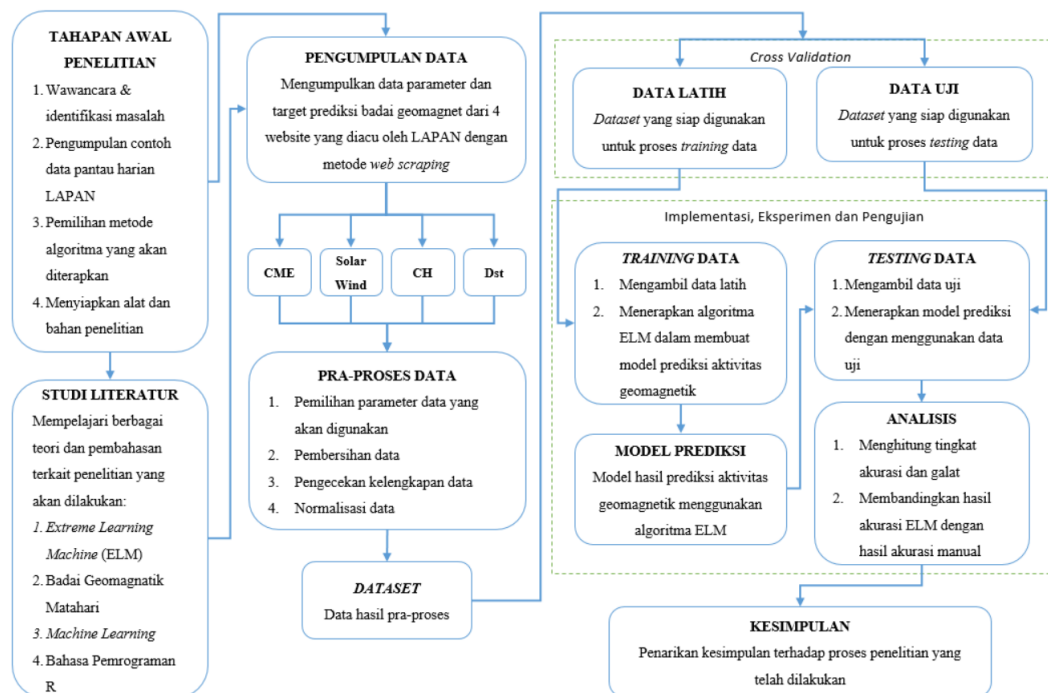 TAHAPAN AWAL
PENELITIAN
1. Wawancara &
identifikasi masalah
2. Pengumpulan contoh
data pantau harian
LAPAN
3. Pemilihan metode
algoritma yang akan
diterapkan
4. Menyiapkan alat dan
bahan penelitian
STUDI LITERATUR
Mempelajari berbagai
teori dan pembahasan
terkait penelitian yang
akan dilakukan:
1. Extreme Learning
Machine (ELM)
2. Badai Geomagnatik
Matahari
3. Machine Learning
4. Bahasa Pemrograman
R
PENGUMPULAN DATA
Mengumpulkan data parameter dan
target prediksi badai geomagnet dari 4
website yang diacu oleh LAPAN dengan
metode web scraping
CME
Solar
Wind
CH
Dst
PRA-PROSES DATA
1. Pemilihan parameter data yang
akan digunakan
2. Pembersihan data
3. Pengecekan kelengkapan data
4. Normalisasi data
DATASET
Data hasil pra-proses
Cross Validation
DATA LATIH
Dataset yang siap digunakan
untuk proses training data
DATA UJI
Dataset yang siap digunakan
untuk proses testing data
Implementasi, Eksperimen dan Pengujian
TRAINING DATA
1. Mengambil data latih
2. Menerapkan algoritma
ELM dalam membuat
model prediksi aktivitas
geomagnetik
MODEL PREDIKSI
Model hasil prediksi aktivitas
geomagnetik menggunakan
algoritma ELM
TESTING DATA
1. Mengambil data uji
2. Menerapkan model prediksi
dengan menggunakan data
uji
ANALISIS
1. Menghitung tingkat
akurasi dan galat
2. Membandingkan hasil
akurasi ELM dengan
hasil akurasi manual
KESIMPULAN
Penarikan kesimpulan terhadap proses penelitian yang
telah dilakukan